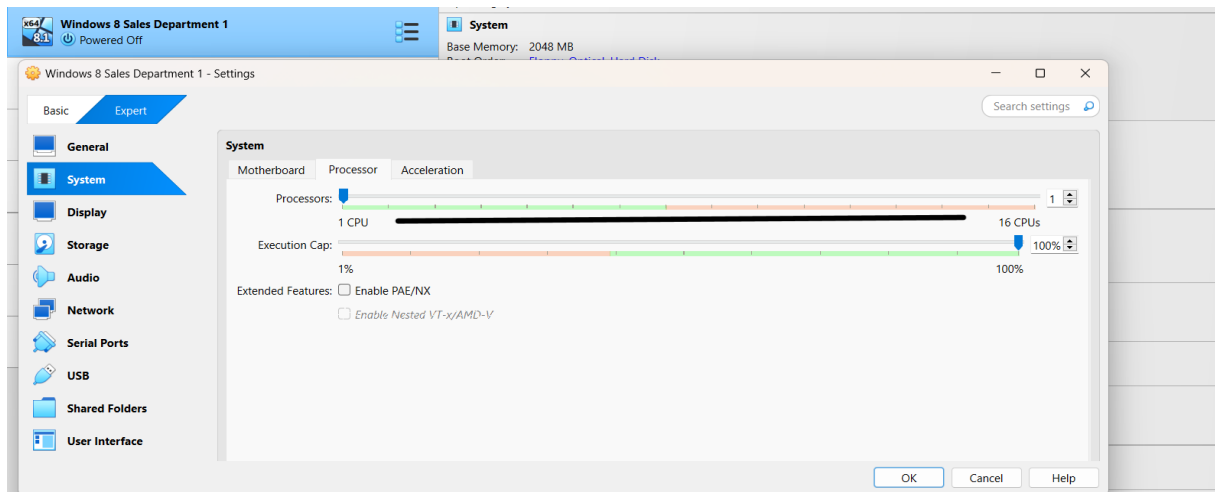 x64
8.1
Windows 8 Sales Department 1
Powered Off
System
Base Memory: 2048 MB
Windows 8 Sales Department 1 - Settings
Basic
Expert
Search settings
General
System
Display
Storage
Audio
Network
Serial Ports
USB
Shared Folders
User Interface
System
Motherboard
Processor
Acceleration
Processors:
1
1 CPU
16 CPUs
Execution Cap:
100%
1%
100%
Extended Features:
Enable PAE/NX
Enable Nested VT-x/AMD-V
OK
Cancel
Help